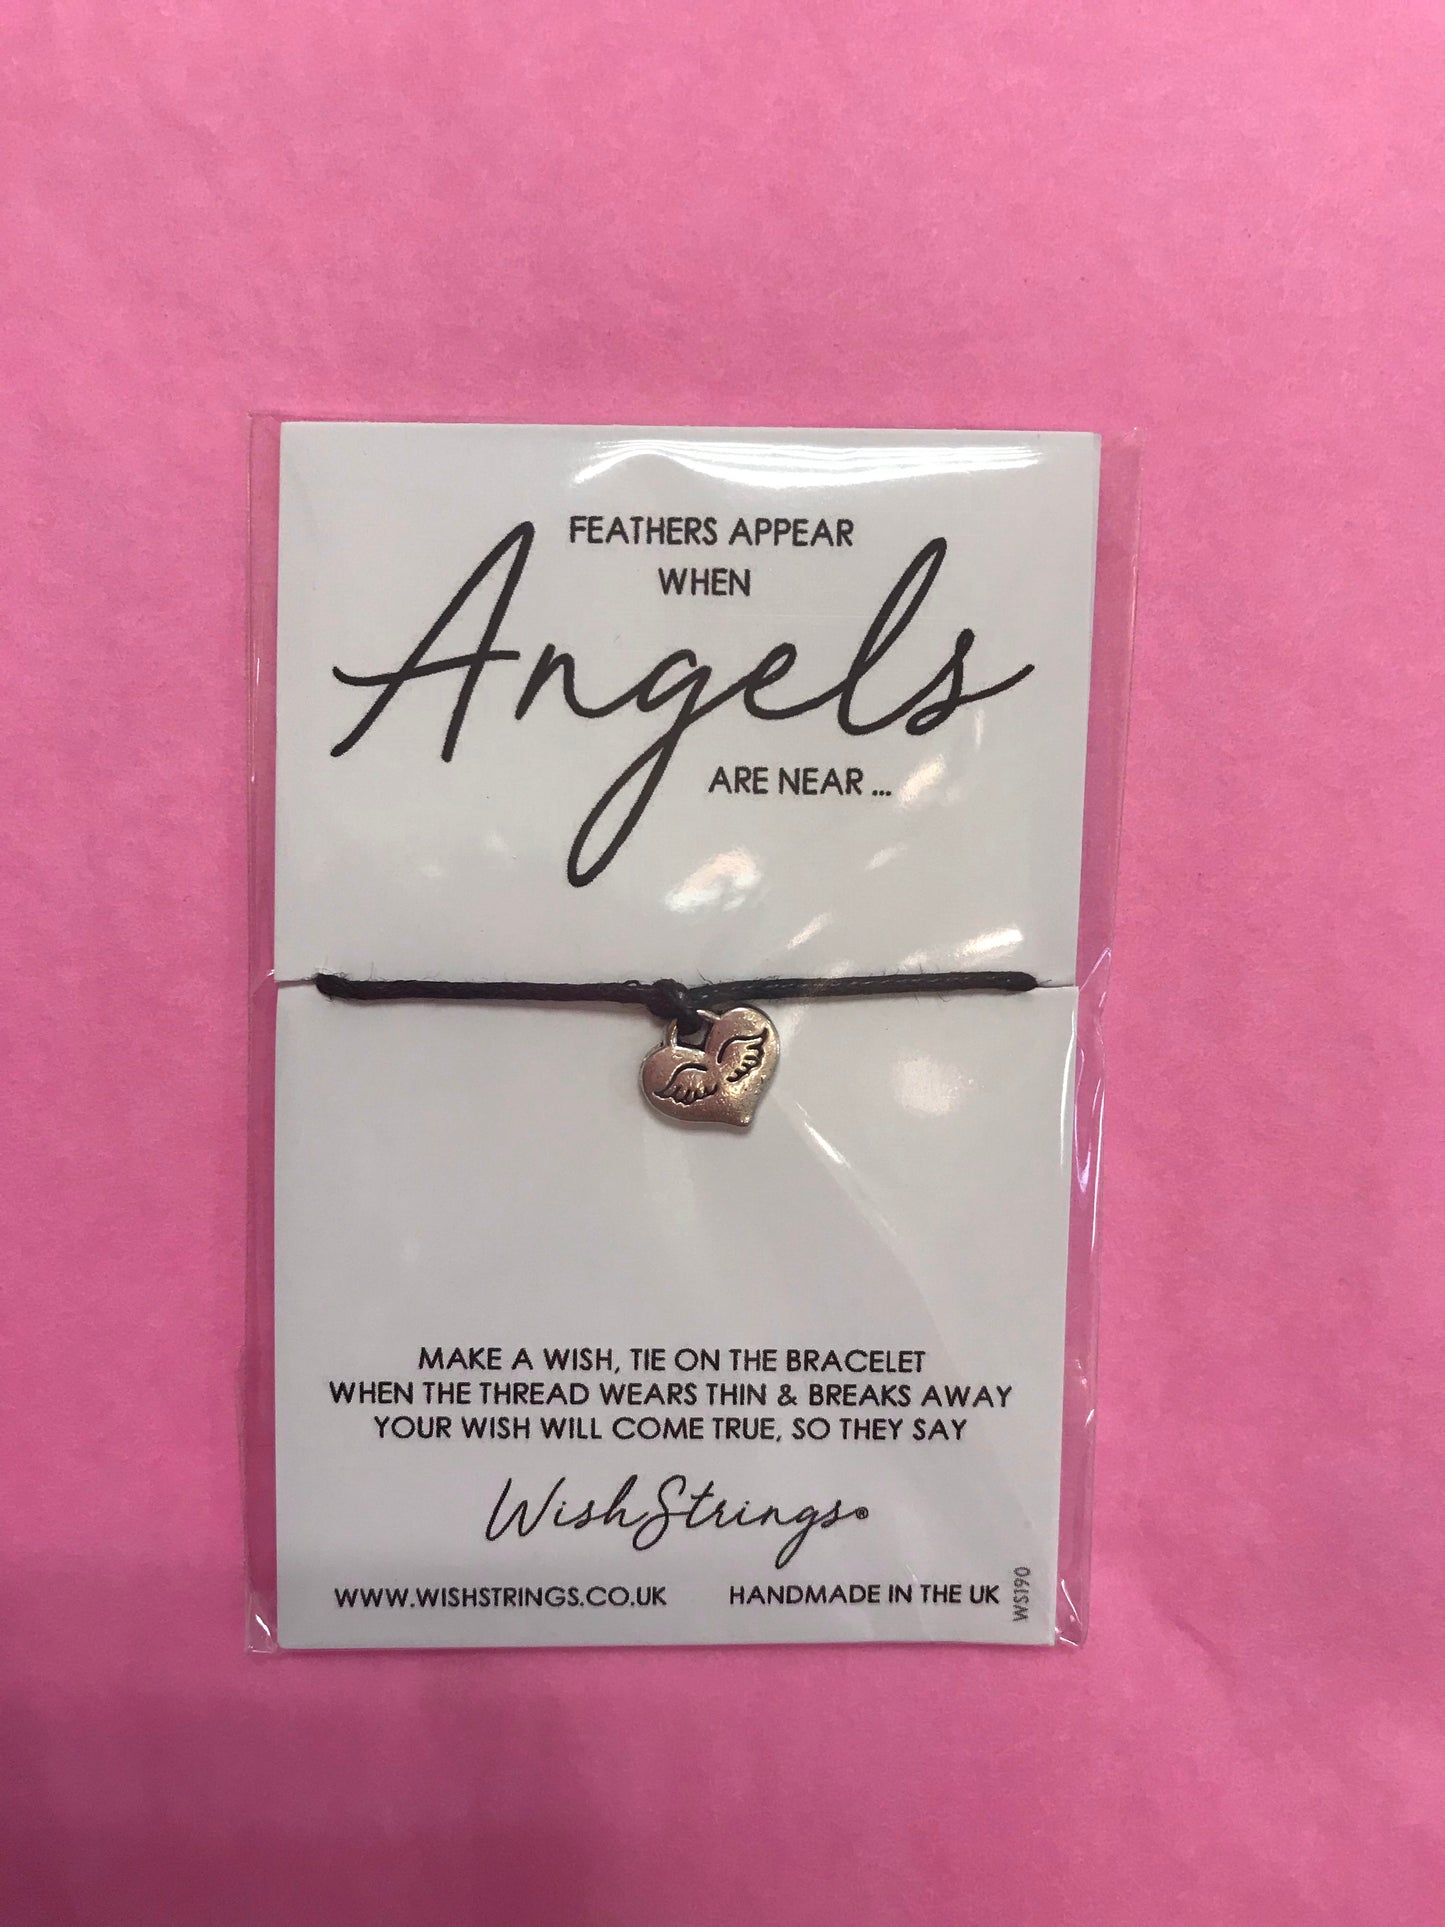 FEATHERS APPEAR
WHEN
Angels
ARE NEAR ...
MAKE A WISH, TIE ON THE BRACELET
WHEN THE THREAD WEARS THIN & BREAKS AWAY
YOUR WISH WILL COME TRUE, SO THEY SAY
WishStrings®
WWW.WISHSTRINGS.CO.UK HANDMADE IN THE UK
WS190